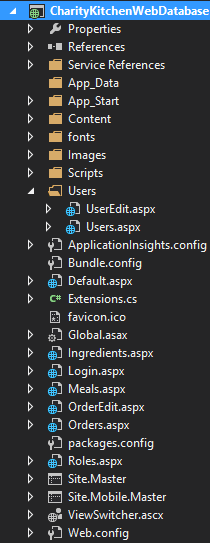 CharityKitchenWebDatabase
Properties
References
Service References
App_Data
App_Start
Content
fonts
Images
Scripts
Users
UserEdit.aspx
Users.aspx
ApplicationInsights.config
Bundle.config
Default.aspx
Extensions.cs
favicon.ico
Global.asax
Ingredients.aspx
Login.aspx
Meals.aspx
OrderEdit.aspx
Orders.aspx
packages.config
Roles.aspx
Site.Master
Site.Mobile.Master
ViewSwitcher.ascx
Web.config